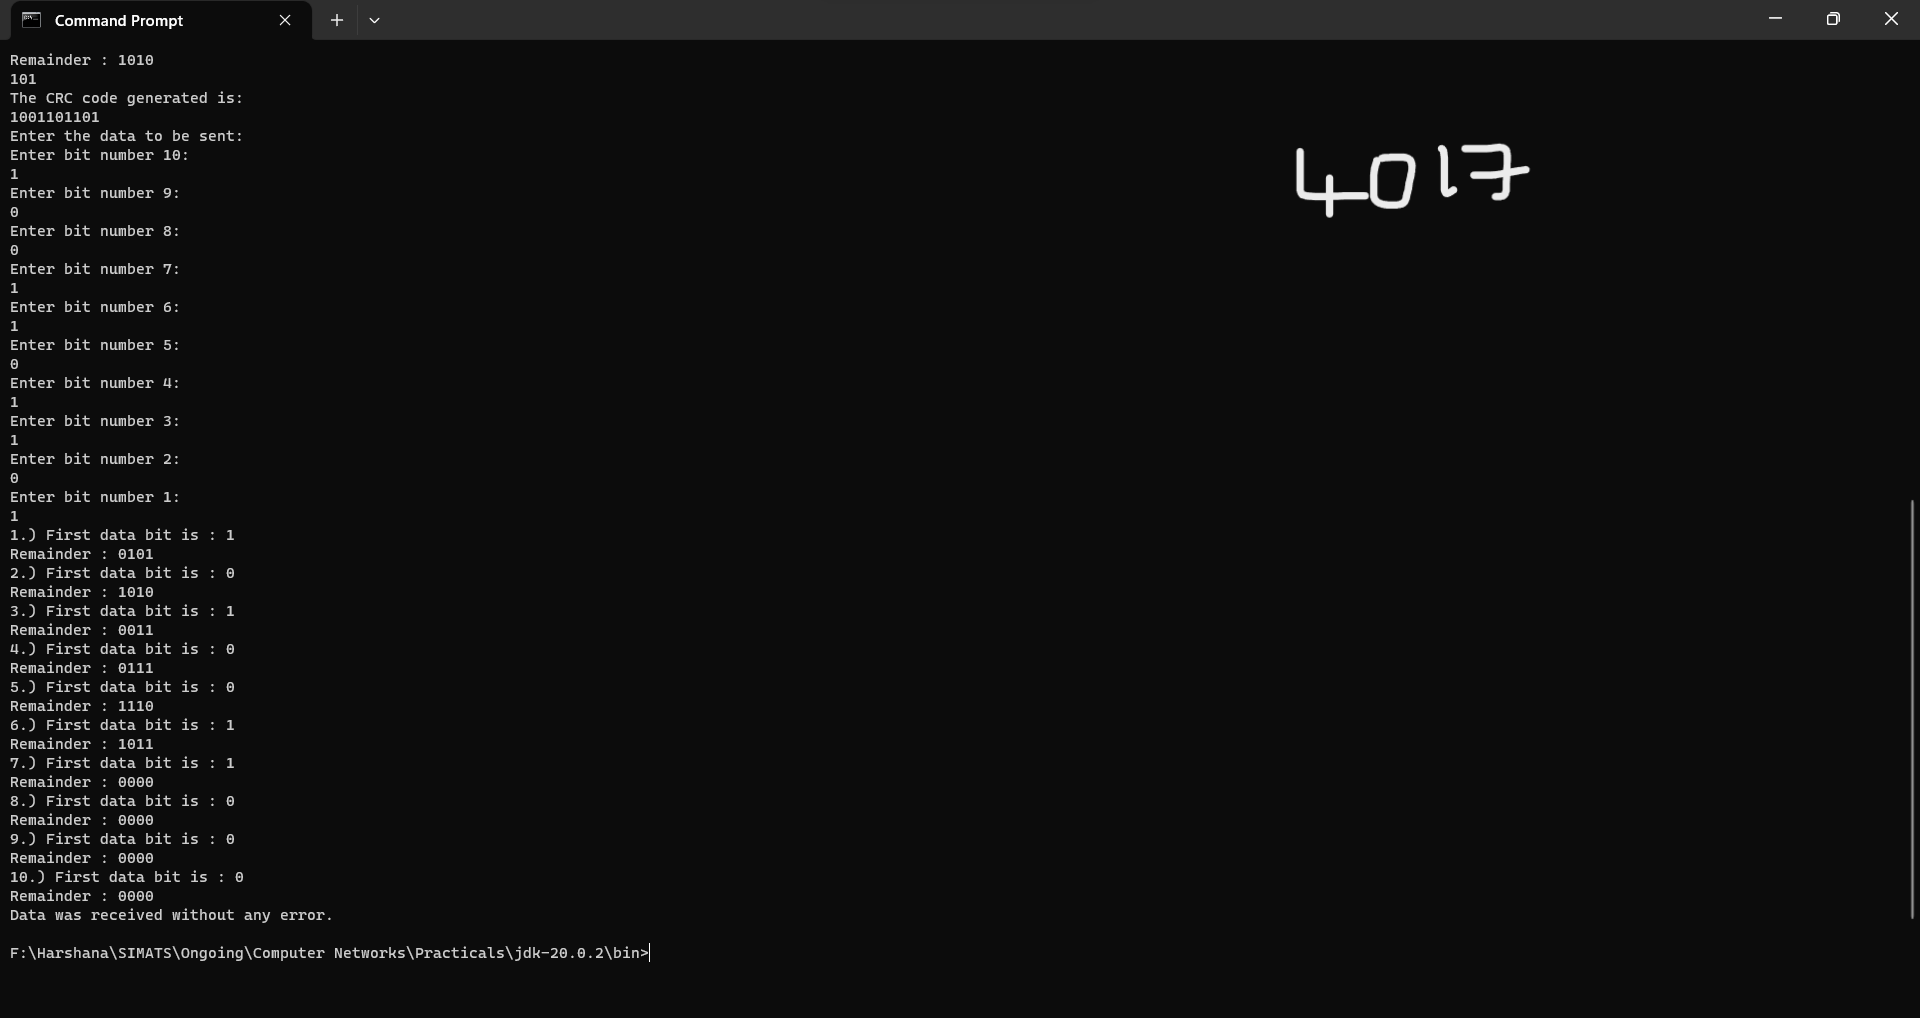 Command Prompt
Remainder : 1010
101
The CRC code generated is:
1001101101
Enter the data to be sent:
Enter bit number 10:
1
Enter bit number 9:
0
Enter bit number 8:
0
Enter bit number 7:
1
Enter bit number 6:
1
Enter bit number 5:
0
Enter bit number 4:
1
Enter bit number 3:
1
Enter bit number 2:
0
Enter bit number 1:
1
1.) First data bit is : 1
Remainder : 0101
2.) First data bit is : 0
Remainder : 1010
3.) First data bit is : 1
Remainder : 0011
4.) First data bit is : 0
Remainder : 0111
5.) First data bit is : 0
Remainder : 1110
6.) First data bit is : 1
Remainder : 1011
7.) First data bit is : 1
Remainder : 0000
8.) First data bit is : 0
Remainder : 0000
9.) First data bit is : 0
Remainder : 0000
10.) First data bit is : 0
Remainder : 0000
Data was received without any error.
F:\Harshana\SIMATS\Ongoing\Computer Networks\Practicals\jdk-20.0.2\bin>
4017